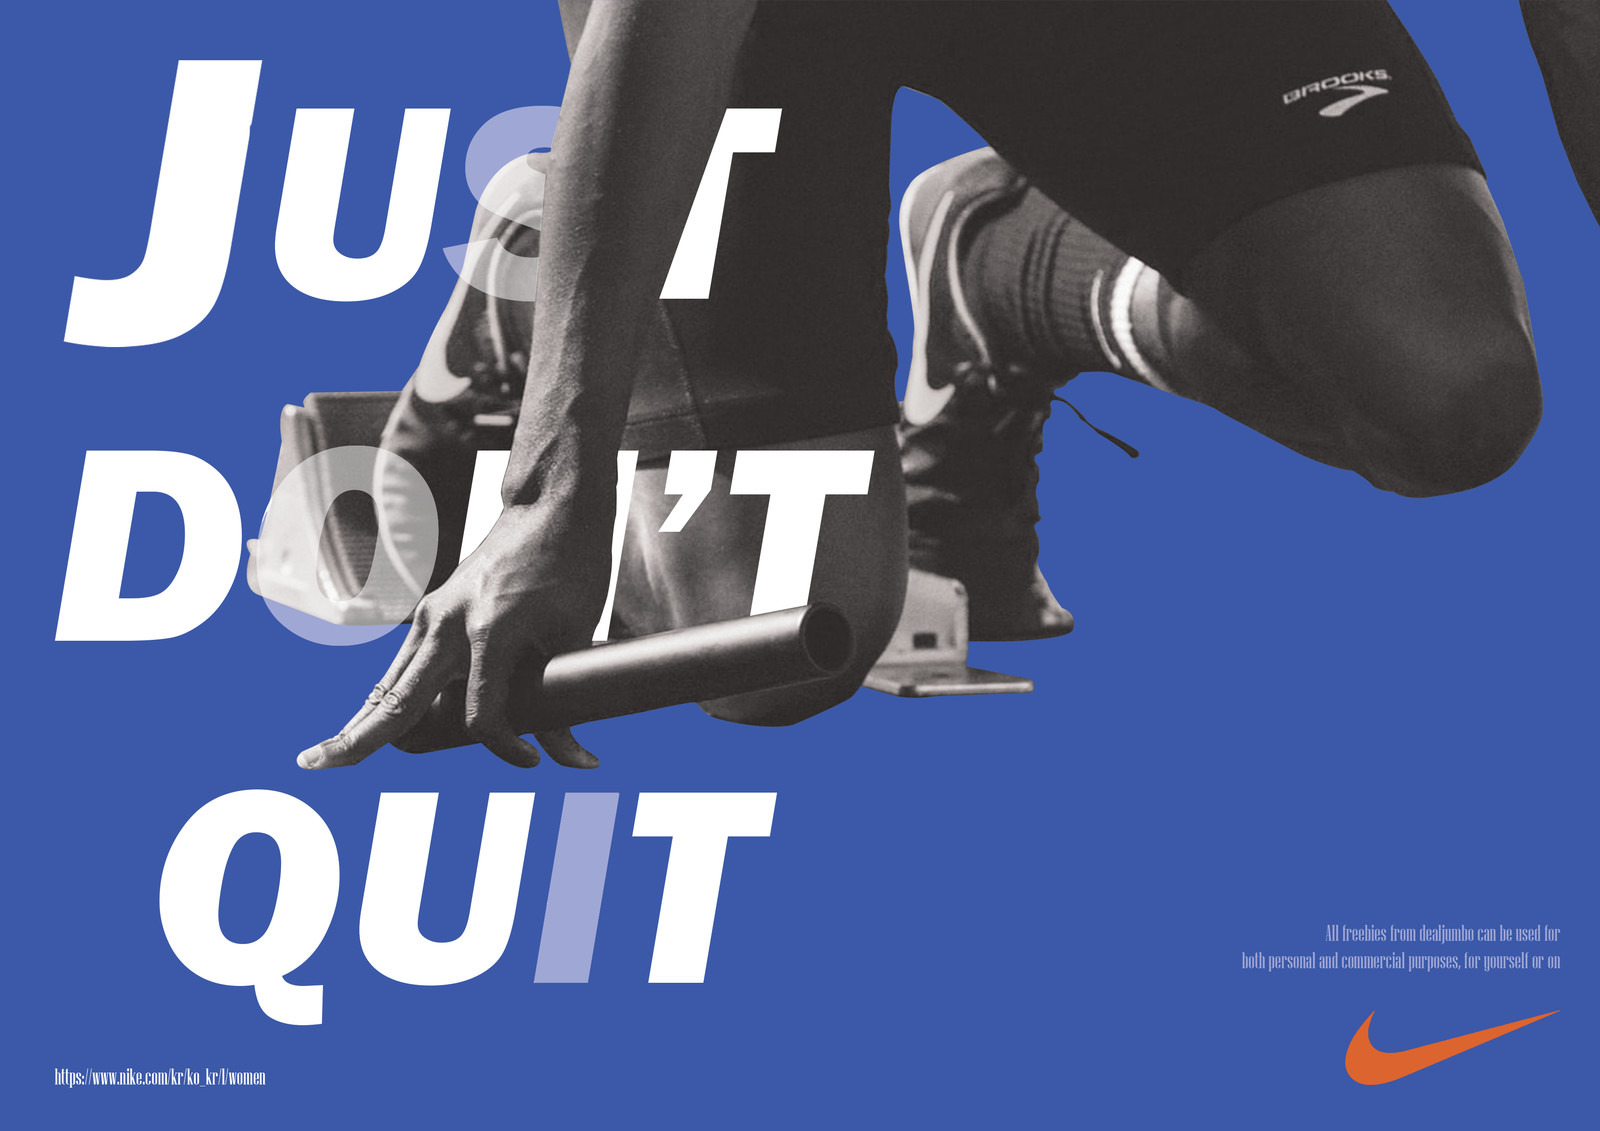 JUST
DON'T
QUIT
BROOKS
All freebies from dealjumbo can be used for
both personal and commercial purposes, for yourself or on
https://www.nike.com/kr/ko_kr/l/women